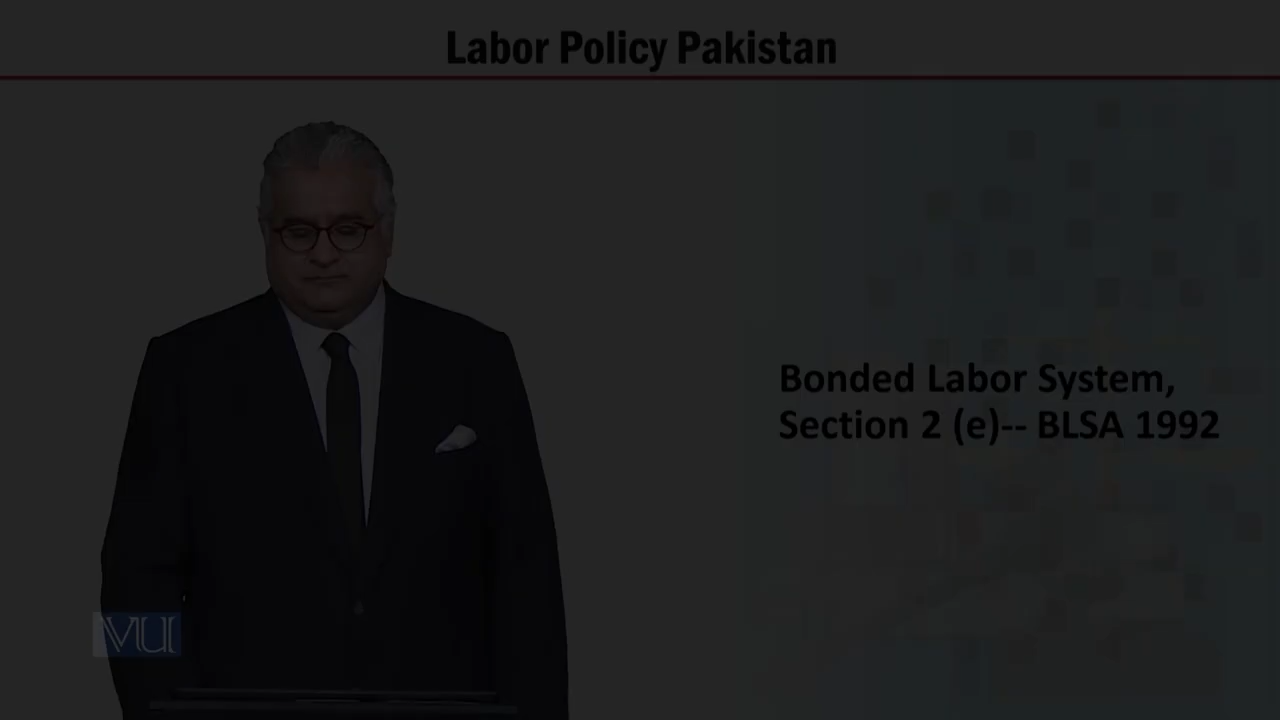 Labor Policy Pakistan
Bonded Labor System,
Section 2 (e)-- BLSA 1992
VU